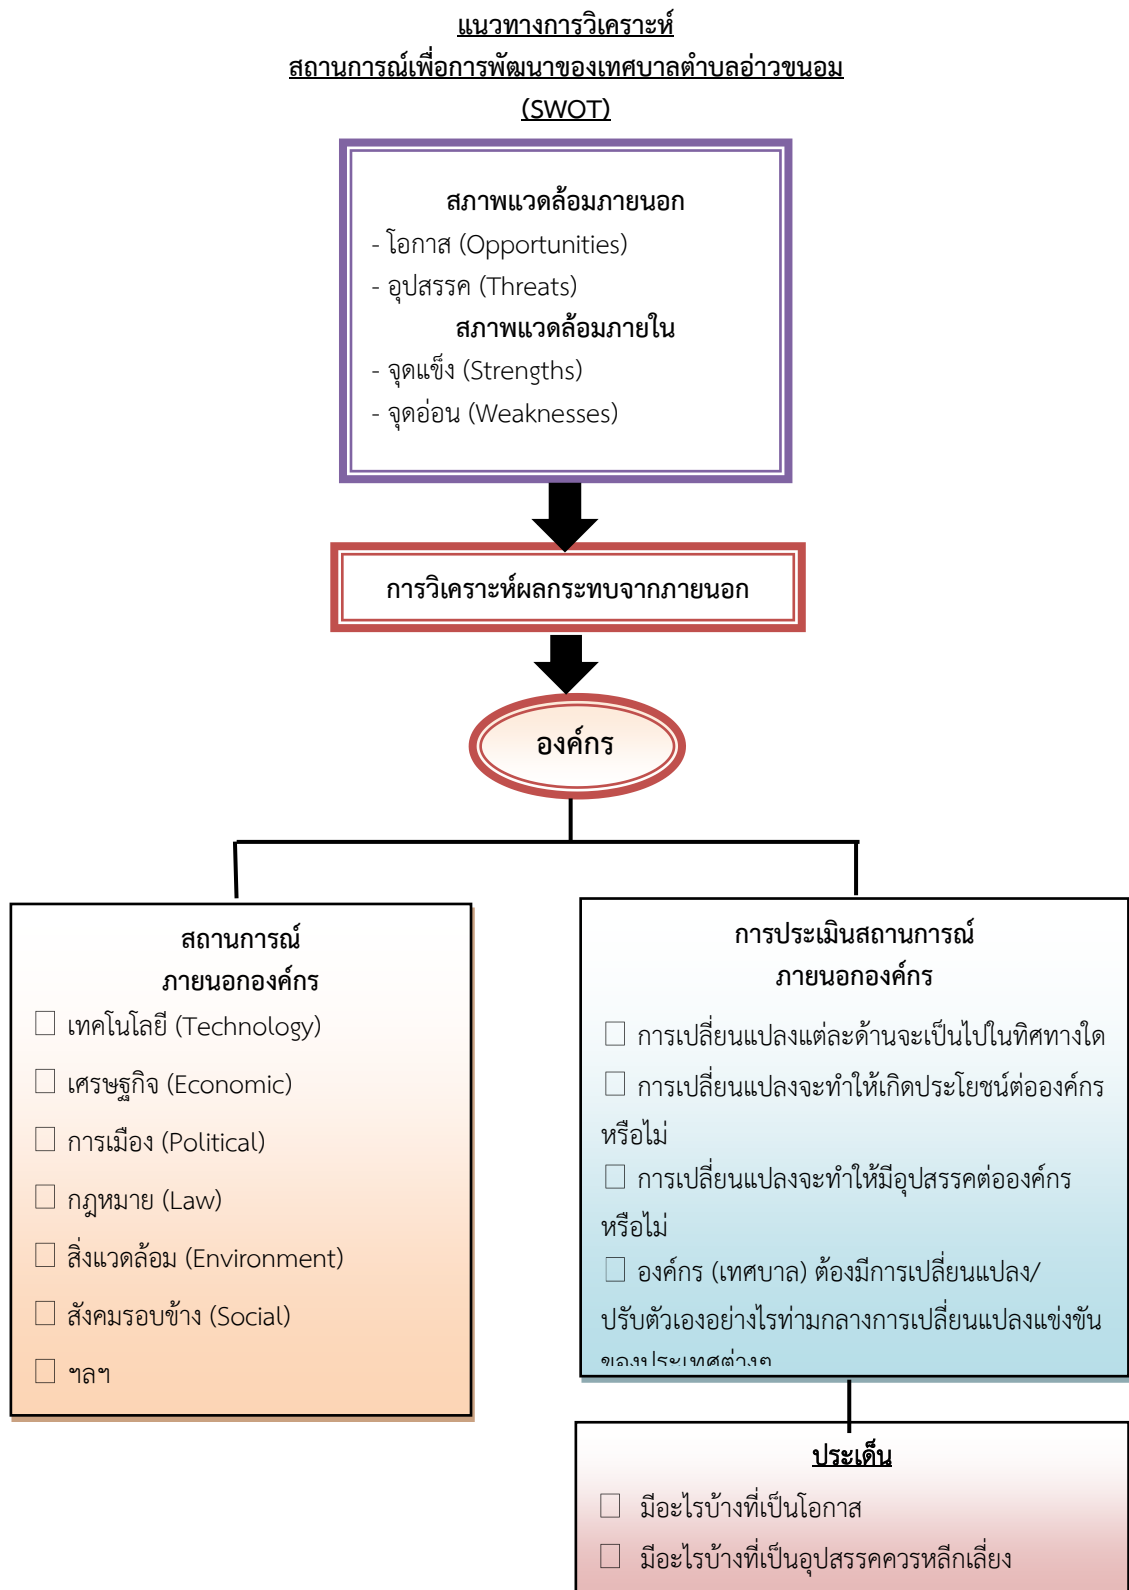 แนวทางการวิเคราะห์
สถานการณ์เพื่อการพัฒนาของเทศบาลตำบลอ่าวขนอม
(SWOT)
สภาพแวดล้อมภายนอก
- โอกาส (Opportunities)
- อุปสรรค (Threats)
สภาพแวดล้อมภายใน
- จุดแข็ง (Strengths)
- จุดอ่อน (Weaknesses)
การวิเคราะห์ผลกระทบจากภายนอก
องค์กร
สถานการณ์
ภายนอกองค์กร
□ เทคโนโลยี (Technology)
□ เศรษฐกิจ (Economic)
□ การเมือง (Political)
□ กฎหมาย (Law)
□ สิ่งแวดล้อม (Environment)
□ สังคมรอบข้าง (Social)
□ ฯลฯ
การประเมินสถานการณ์
ภายนอกองค์กร
□ การเปลี่ยนแปลงแต่ละด้านจะเป็นไปในทิศทางใด
□ การเปลี่ยนแปลงจะทำให้เกิดประโยชน์ต่อองค์กร
หรือไม่
□ การเปลี่ยนแปลงจะทำให้มีอุปสรรคต่อองค์กร
หรือไม่
□ องค์กร (เทศบาล) ต้องมีการเปลี่ยนแปลง/
ปรับตัวเองอย่างไรท่ามกลางการเปลี่ยนแปลงแข่งขัน
ของประเทศต่างๆ
ประเด็น
□ มีอะไรบ้างที่เป็นโอกาส
□ มีอะไรบ้างที่เป็นอุปสรรคควรหลีกเลี่ยง